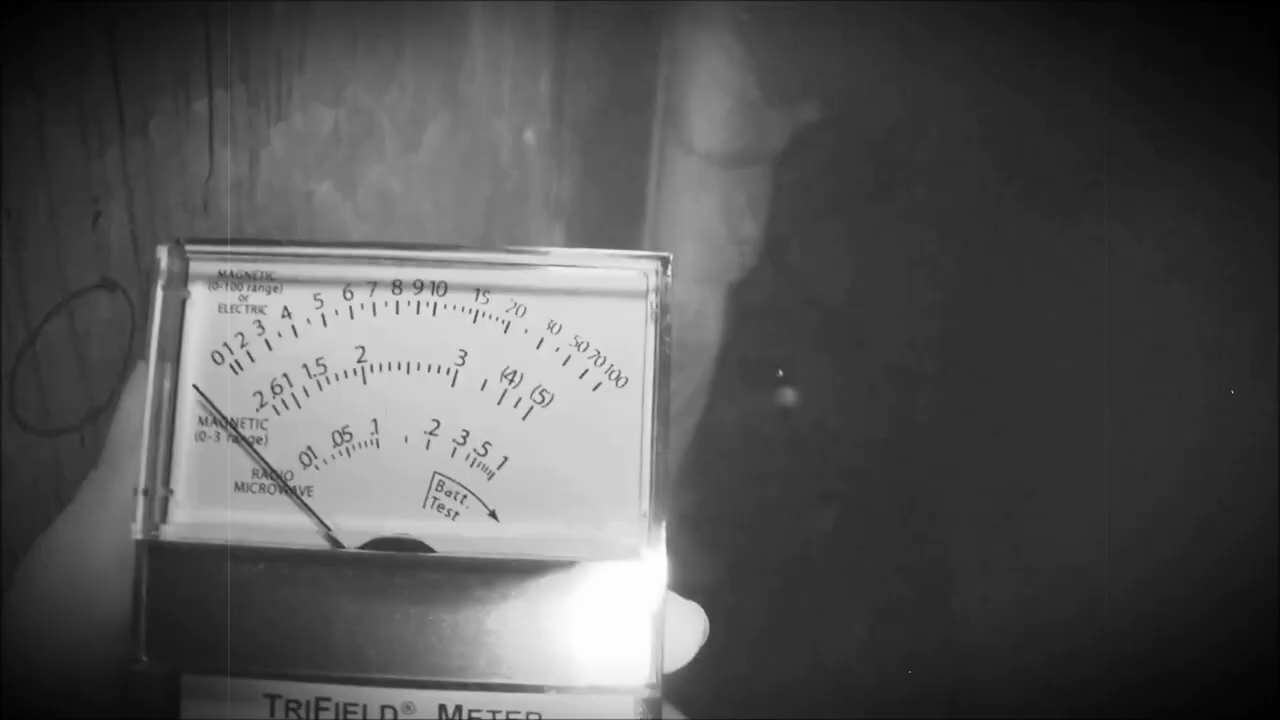 MAGNETIC
(0-100 range)
or
ELECTRIC
0 1 2 3 4 5 6 7 8 9 10 15 20 30 50 70 100
.2 .6 1 1.5 2 3 (4) (5)
MAGNETIC
(0-3 range)
.01 .05 .1 .2 .3 .5 1
RADIO
MICROWAVE
Batt.
Test
TRIFIELD® METER